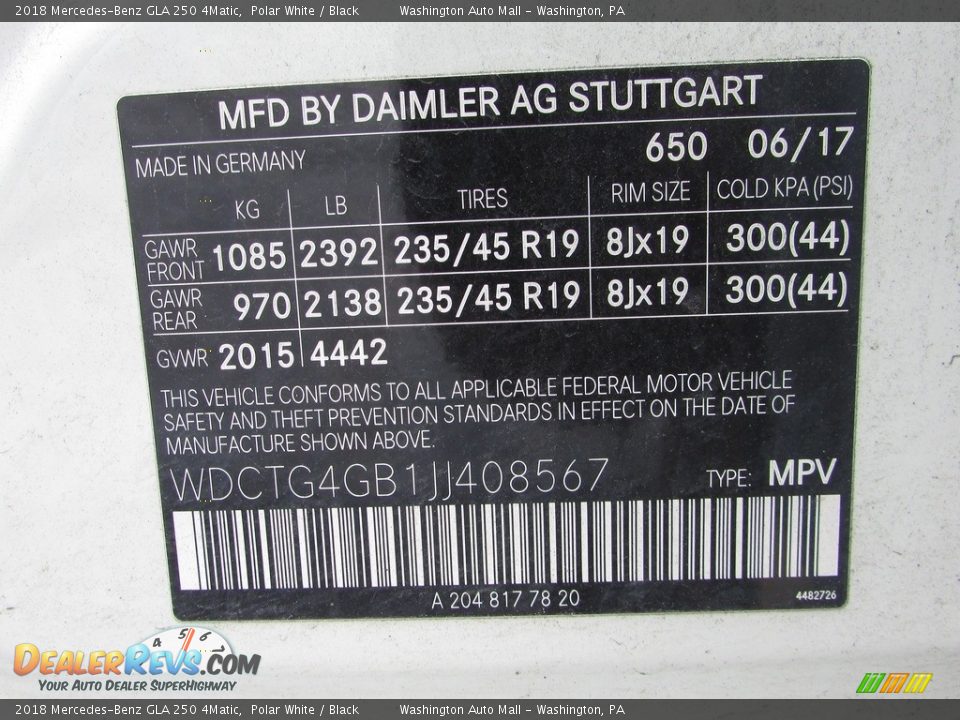 2018 Mercedes-Benz GLA 250 4Matic, Polar White / Black Washington Auto Mall - Washington, PA
MFD BY DAIMLER AG STUTTGART
MADE IN GERMANY 650 06/17
KG LB TIRES RIM SIZE COLD KPA (PSI)
GAWR FRONT 1085 2392 235/45 R19 8Jx19 300(44)
GAWR REAR 970 2138 235/45 R19 8Jx19 300(44)
GVWR 2015 4442
THIS VEHICLE CONFORMS TO ALL APPLICABLE FEDERAL MOTOR VEHICLE
SAFETY AND THEFT PREVENTION STANDARDS IN EFFECT ON THE DATE OF
MANUFACTURE SHOWN ABOVE.
WDCTG4GB1JJ408567 TYPE: MPV
A 204 817 78 20 4482726
4 5 6
DEALERREVS.COM
YOUR AUTO DEALER SUPERHIGHWAY
2018 Mercedes-Benz GLA 250 4Matic, Polar White / Black Washington Auto Mall - Washington, PA